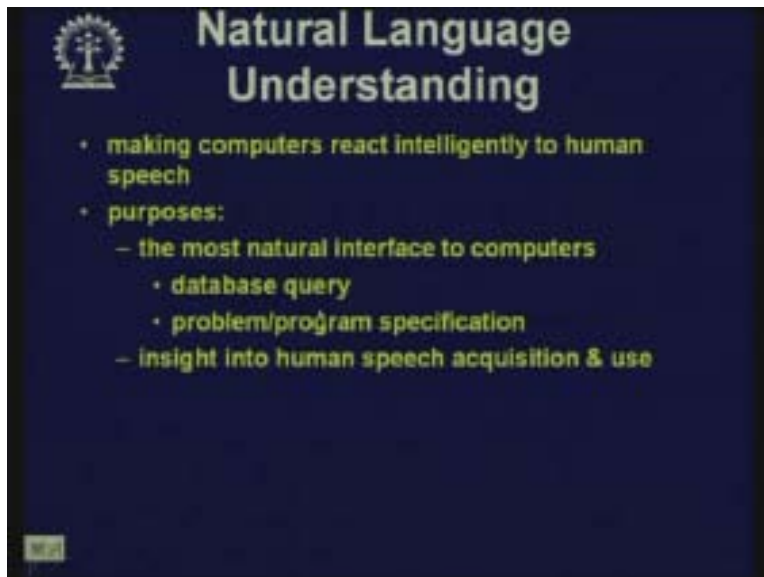 Natural Language
Understanding
• making computers react intelligently to human
speech
• purposes:
– the most natural interface to computers
• database query
• problem/program specification
– insight into human speech acquisition & use